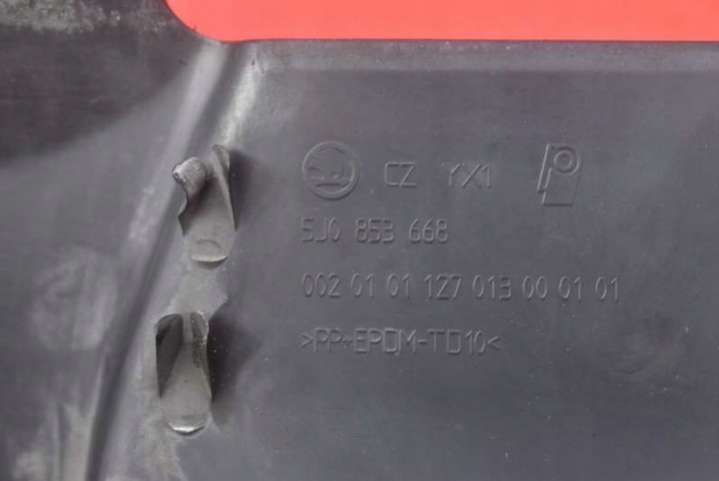 CZ YX1
5J0 853 668
002 01 01 127 013 00 01 01
>PP+EPDM-TD10<